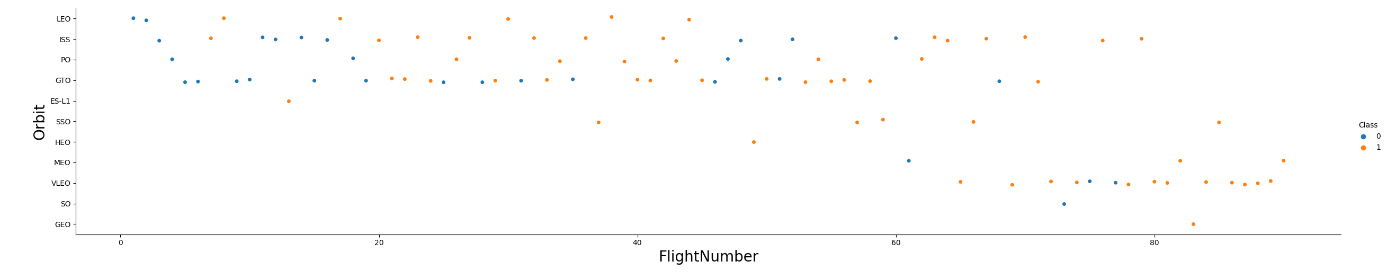 LEO
ISS
PO
GTO
ES-L1
SSO
HEO
MEO
VLEO
SO
GEO
Orbit
0
20
40
60
80
FlightNumber
Class
0
1